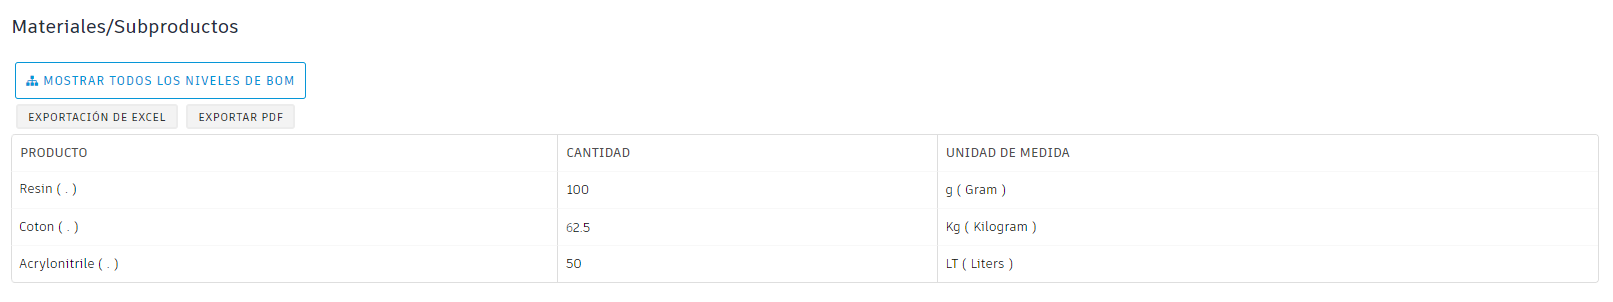 Materiales/Subproductos
MOSTRAR TODOS LOS NIVELES DE BOM
EXPORTACIÓN DE EXCEL EXPORTAR PDF
PRODUCTO CANTIDAD UNIDAD DE MEDIDA
Resin ( . ) 100 g ( Gram )
Coton ( . ) 62.5 Kg ( Kilogram )
Acrylonitrile ( . ) 50 LT ( Liters )